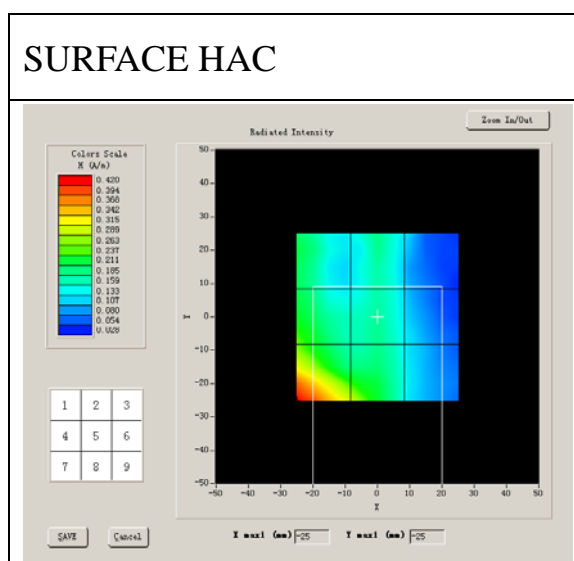 SURFACE HAC
Zoom In/Out
Radiated Intensity
Colors Scale
H (A/m)
0.420
0.394
0.368
0.342
0.315
0.289
0.263
0.237
0.211
0.185
0.159
0.133
0.107
0.080
0.054
0.028
50
40
30
20
10
0
-10
-20
-30
-40
-50
Y
-50 -40 -30 -20 -10 0 10 20 30 40 50
X
1 2 3
4 5 6
7 8 9
SAVE Cancel X max1 (mm) -25 Y max1 (mm) -25